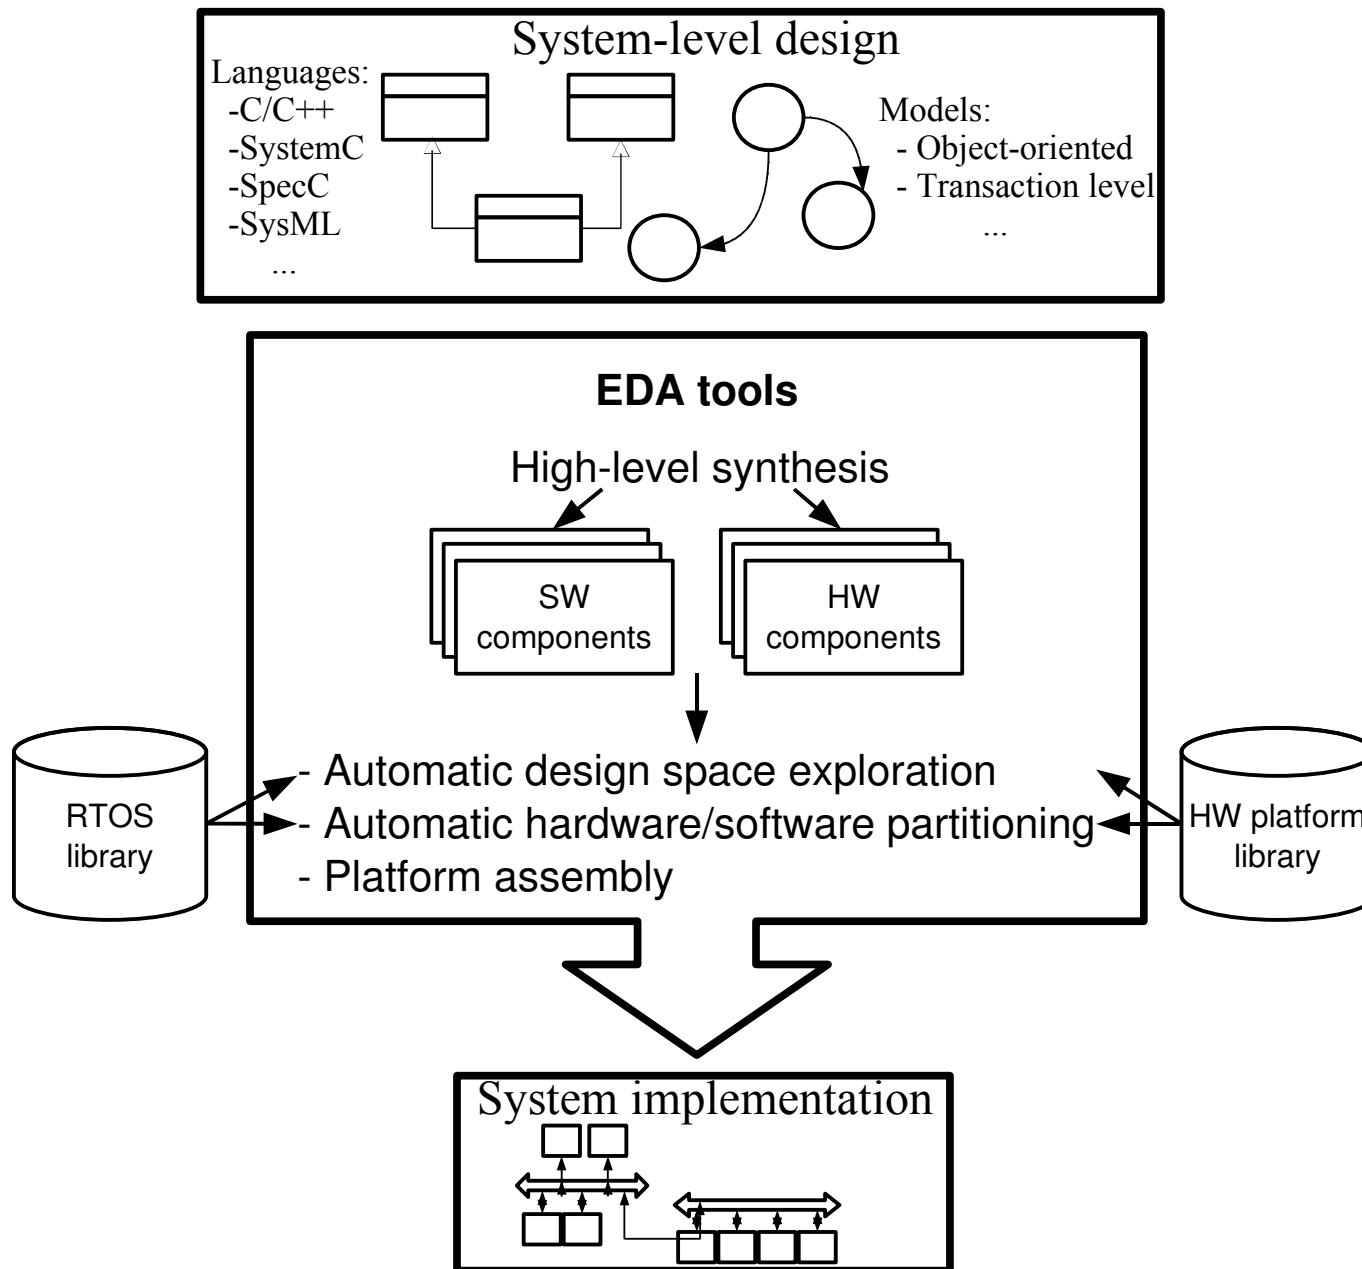 System-level design
Languages:
-C/C++
-SystemC
-SpecC
-SysML
...
Models:
- Object-oriented
- Transaction level
...
EDA tools
High-level synthesis
SW
components
HW
components
- Automatic design space exploration
- Automatic hardware/software partitioning
- Platform assembly
RTOS
library
HW platform
library
System implementation